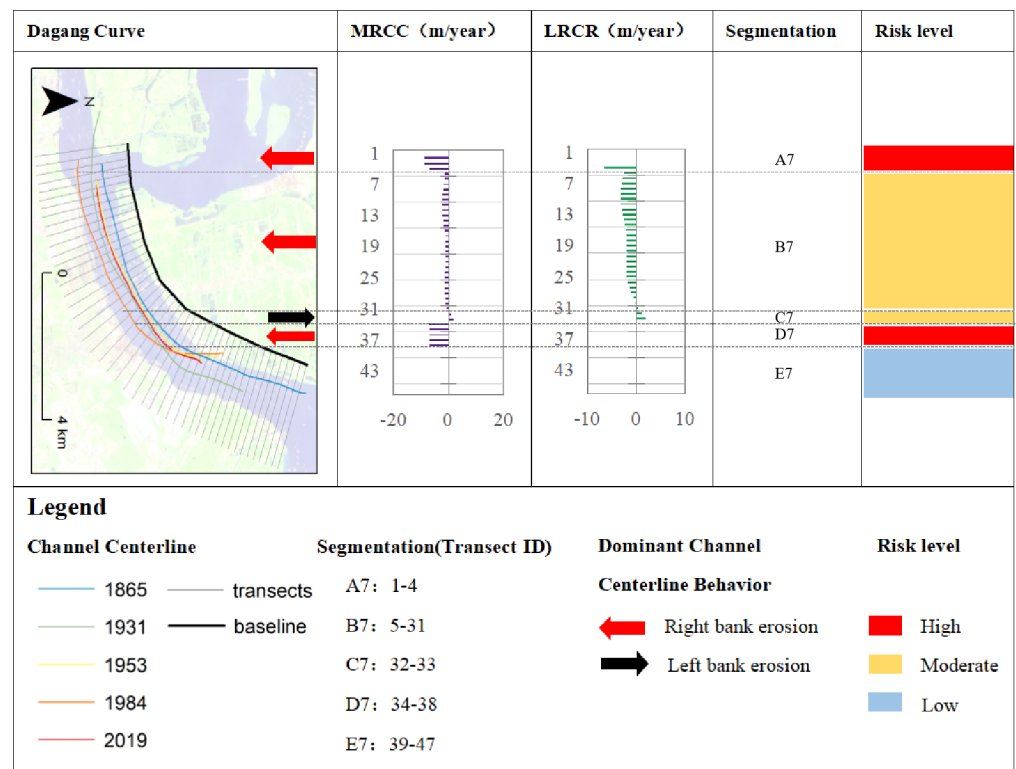 Dagang Curve MRCC（m/year） LRCR（m/year） Segmentation Risk level
N
0
4 km
1
7
13
19
25
31
37
43
-20 0 20
1
7
13
19
25
31
37
43
-10 0 10
A7
B7
C7
D7
E7
Legend
Channel Centerline
1865
1931
1953
1984
2019
transects
baseline
Segmentation(Transect ID)
A7：1-4
B7：5-31
C7：32-33
D7：34-38
E7：39-47
Dominant Channel
Centerline Behavior
Right bank erosion
Left bank erosion
Risk level
High
Moderate
Low